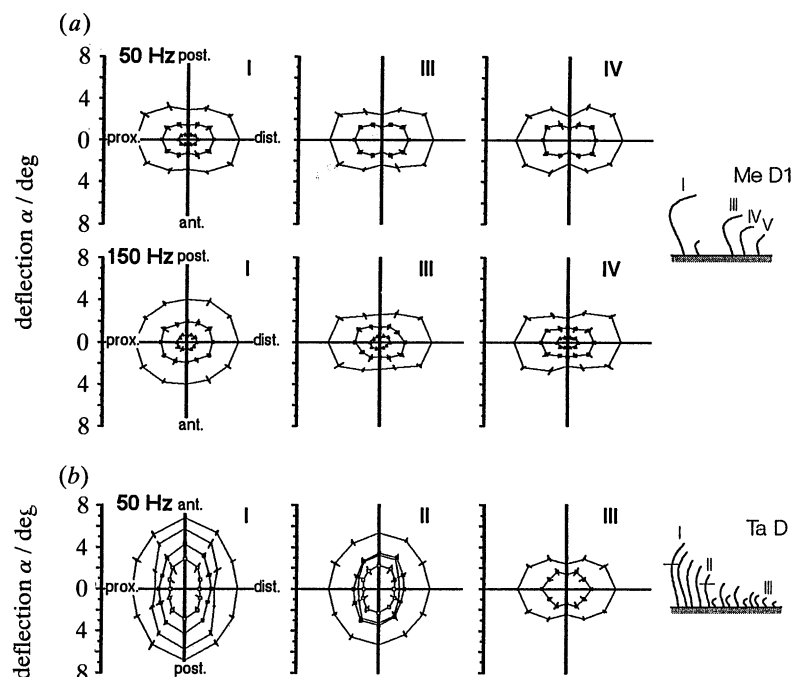 (a)
50 Hz post. I III IV
8
4
prox. 0 dist.
4
8
ant.
deflection α / deg
Me D1
I III IV V
150 Hz post. I III IV
8
4
prox. 0 dist.
4
8
ant.
(b)
50 Hz ant. I II III
8
4
prox. 0 dist.
4
8
post.
deflection α / deg
Ta D
I II III